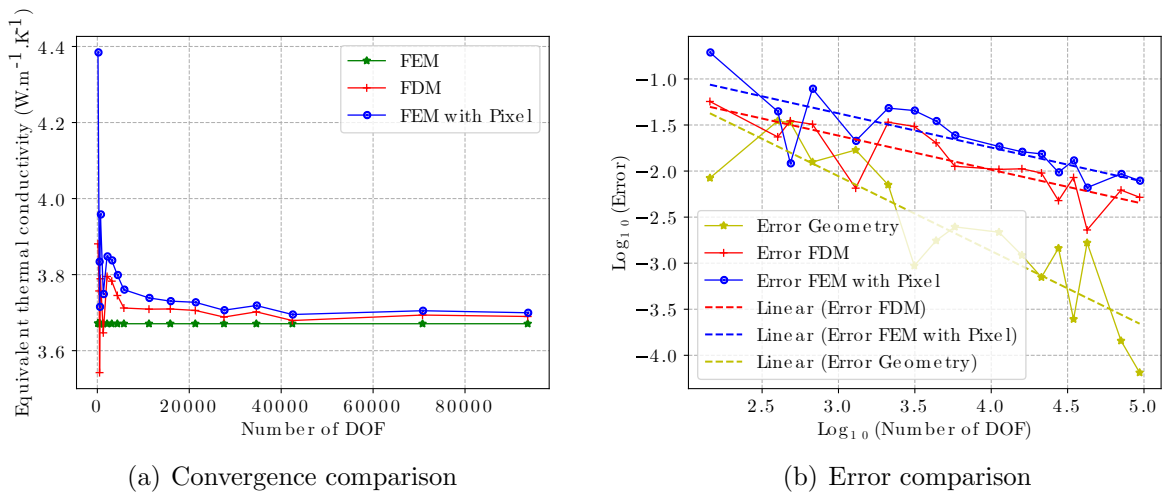 Equivalent thermal conductivity (W.m⁻¹.K⁻¹)
4.4
4.2
4.0
3.8
3.6
FEM
FDM
FEM with Pixel
0
20000
40000
60000
80000
Number of DOF
(a) Convergence comparison
Log₁₀(Error)
−1.0
−1.5
−2.0
−2.5
−3.0
−3.5
−4.0
Error Geometry
Error FDM
Error FEM with Pixel
Linear (Error FDM)
Linear (Error FEM with Pixel)
Linear (Error Geometry)
2.5
3.0
3.5
4.0
4.5
5.0
Log₁₀(Number of DOF)
(b) Error comparison